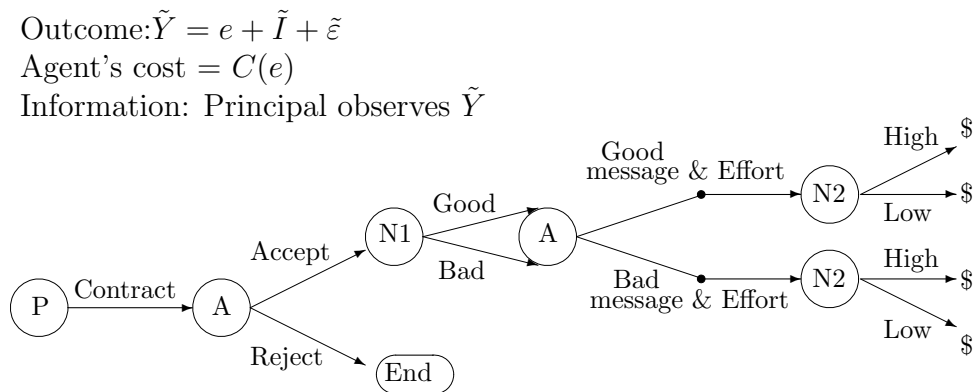 Outcome:Ỹ = e + Ĩ + ε̃
Agent's cost = C(e)
Information: Principal observes Ỹ
P
Contract
A
Accept
Reject
End
N1
Good
Bad
A
Good
message & Effort
Bad
message & Effort
N2
High
$
Low
$
N2
High
$
Low
$